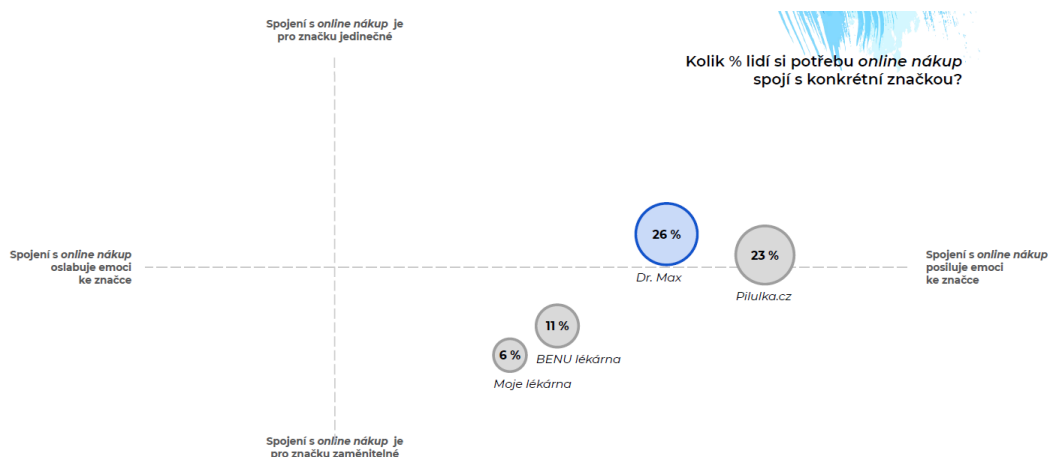 Spojení s online nákup je
pro značku jedinečné
Kolik % lidí si potřebu online nákup
spojí s konkrétní značkou?
Spojení s online nákup
oslabuje emoci
ke značce
26 %
Dr. Max
23 %
Pilulka.cz
Spojení s online nákup
posiluje emoci
ke značce
11 %
BENU lékárna
6 %
Moje lékárna
Spojení s online nákup je
pro značku zaměnitelné